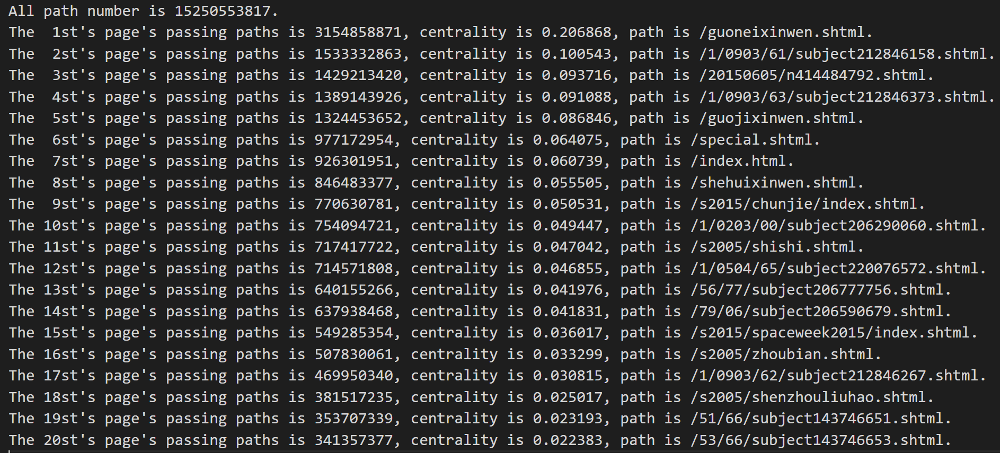 All path number is 15250553817.
The  1st's page's passing paths is 3154858871, centrality is 0.206868, path is /guoneixinwen.shtml.
The  2st's page's passing paths is 1533332863, centrality is 0.100543, path is /1/0903/61/subject212846158.shtml.
The  3st's page's passing paths is 1429213420, centrality is 0.093716, path is /20150605/n414484792.shtml.
The  4st's page's passing paths is 1389143926, centrality is 0.091088, path is /1/0903/63/subject212846373.shtml.
The  5st's page's passing paths is 1324453652, centrality is 0.086846, path is /guojixinwen.shtml.
The  6st's page's passing paths is 977172954, centrality is 0.064075, path is /special.shtml.
The  7st's page's passing paths is 926301951, centrality is 0.060739, path is /index.html.
The  8st's page's passing paths is 846483377, centrality is 0.055505, path is /shehuixinwen.shtml.
The  9st's page's passing paths is 770630781, centrality is 0.050531, path is /s2015/chunjie/index.shtml.
The 10st's page's passing paths is 754094721, centrality is 0.049447, path is /1/0203/00/subject206290060.shtml.
The 11st's page's passing paths is 717417722, centrality is 0.047042, path is /s2005/shishi.shtml.
The 12st's page's passing paths is 714571808, centrality is 0.046855, path is /1/0504/65/subject220076572.shtml.
The 13st's page's passing paths is 640155266, centrality is 0.041976, path is /56/77/subject206777756.shtml.
The 14st's page's passing paths is 637938468, centrality is 0.041831, path is /79/06/subject206590679.shtml.
The 15st's page's passing paths is 549285354, centrality is 0.036017, path is /s2015/spaceweek2015/index.shtml.
The 16st's page's passing paths is 507830061, centrality is 0.033299, path is /s2005/zhoubian.shtml.
The 17st's page's passing paths is 469950340, centrality is 0.030815, path is /1/0903/62/subject212846267.shtml.
The 18st's page's passing paths is 381517235, centrality is 0.025017, path is /s2005/shenzhouliuhao.shtml.
The 19st's page's passing paths is 353707339, centrality is 0.023193, path is /51/66/subject143746651.shtml.
The 20st's page's passing paths is 341357377, centrality is 0.022383, path is /53/66/subject143746653.shtml.